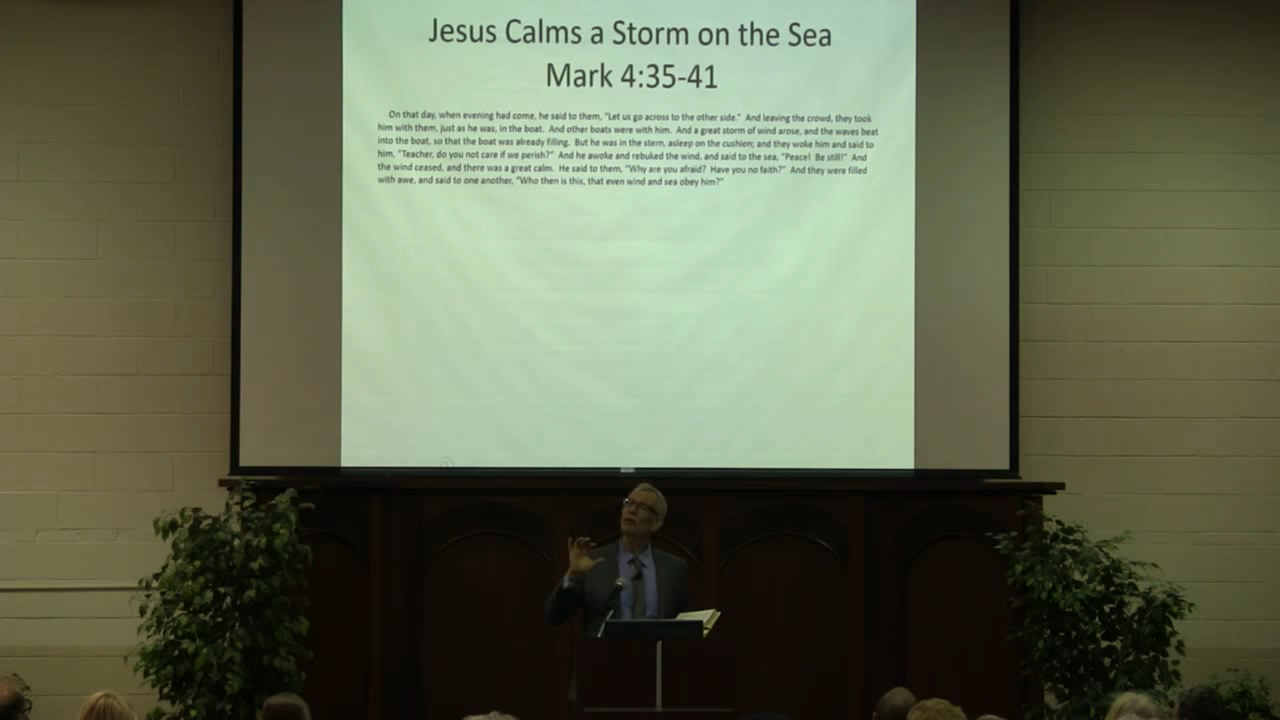 Jesus Calms a Storm on the Sea
Mark 4:35-41
On that day, when evening had come, he said to them, "Let us go across to the other side." And leaving the crowd, they took
him with them, just as he was, in the boat. And other boats were with him. And a great storm of wind arose, and the waves beat
into the boat, so that the boat was already filling. But he was in the stern, asleep on the cushion; and they woke him and said to
him, "Teacher, do you not care if we perish?" And he awoke and rebuked the wind, and said to the sea, "Peace! Be still!" And
the wind ceased, and there was a great calm. He said to them, "Why are you afraid? Have you no faith?" And they were filled
with awe, and said to one another, "Who then is this, that even wind and sea obey him?"